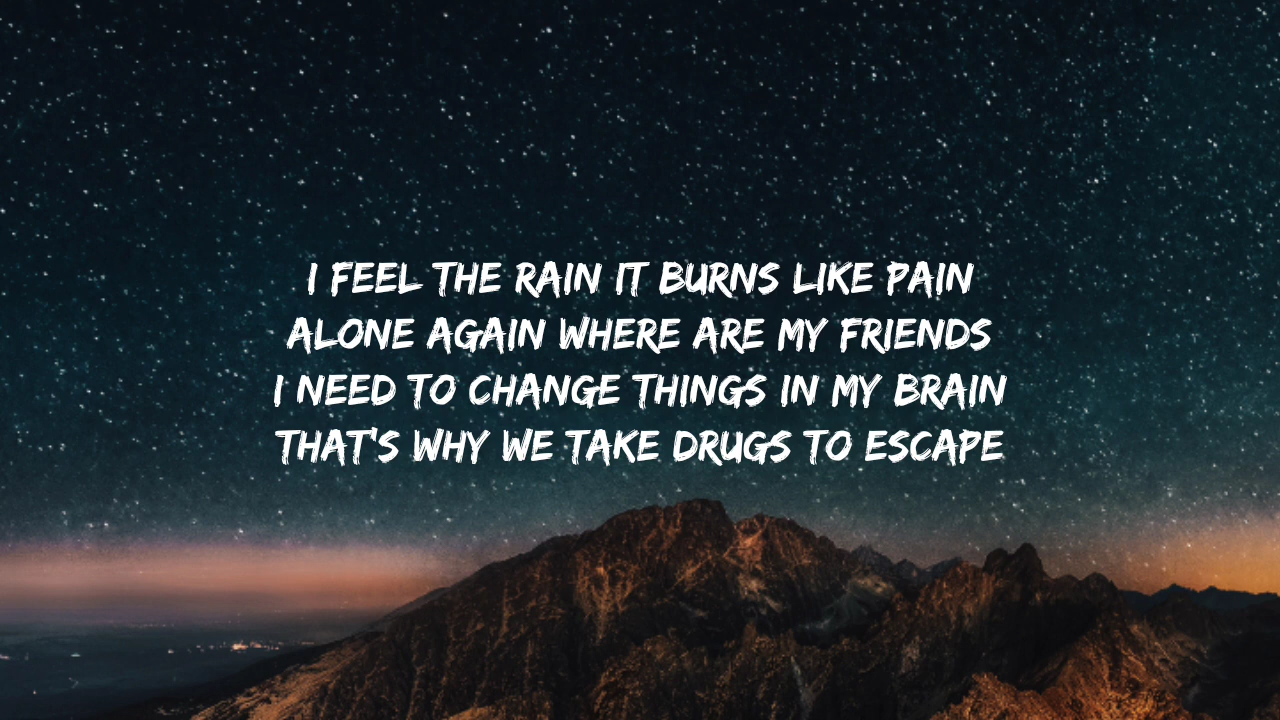 I FEEL THE RAIN IT BURNS LIKE PAIN
ALONE AGAIN WHERE ARE MY FRIENDS
I NEED TO CHANGE THINGS IN MY BRAIN
THAT'S WHY WE TAKE DRUGS TO ESCAPE